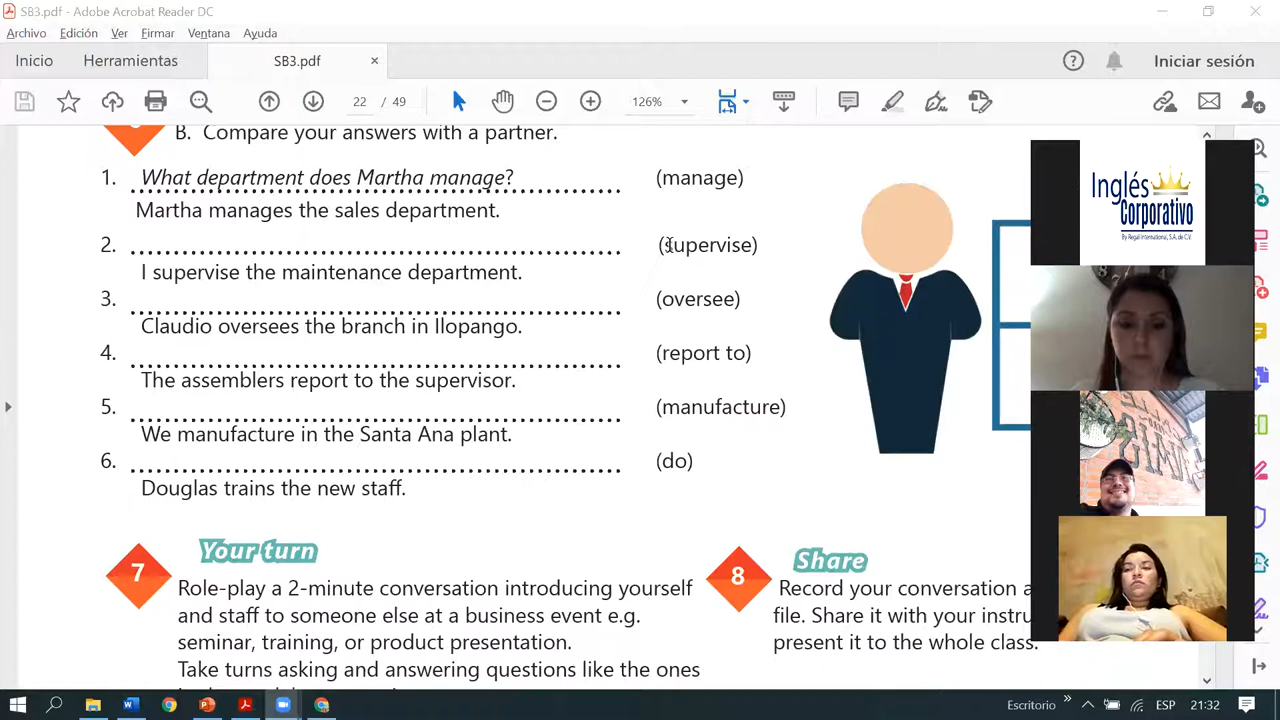 SB3.pdf - Adobe Acrobat Reader DC
Archivo Edición Ver Firmar Ventana Ayuda
Inicio Herramientas SB3.pdf × Iniciar sesión
22 / 49 126%
B. Compare your answers with a partner.
1. What department does Martha manage? (manage)
Martha manages the sales department.
2. (supervise)
I supervise the maintenance department.
3. (oversee)
Claudio oversees the branch in Ilopango.
4. (report to)
The assemblers report to the supervisor.
5. (manufacture)
We manufacture in the Santa Ana plant.
6. (do)
Douglas trains the new staff.
Inglés
Corporativo
By Regal International, S.A. de C.V.
7 Your turn
Role-play a 2-minute conversation introducing yourself
and staff to someone else at a business event e.g.
seminar, training, or product presentation.
Take turns asking and answering questions like the ones
8 Share
Record your conversation
file. Share it with your instru
present it to the whole class.
Escritorio » ESP 21:32